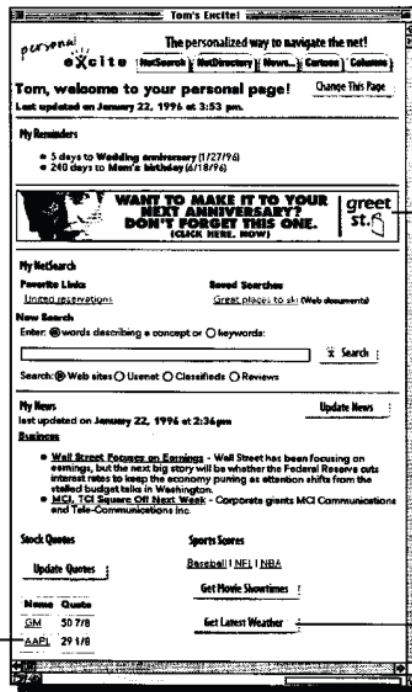 Tom's Excite!
personal
excite
The personalized way to navigate the net!
NetSearch NetDirectory News... Cartoon Columns
Tom, welcome to your personal page!
Change This Page
Last updated on January 22, 1996 at 3:53 pm.
My Reminders
5 days to Wedding anniversary (1/27/96)
240 days to Mom's birthday (6/18/96)
WANT TO MAKE IT TO YOUR
NEXT ANNIVERSARY?
DON'T FORGET THIS ONE.
(CLICK HERE. NOW)
greet
st.
My NetSearch
Favorite Links
Saved Searches
United reservations
Great places to ski (Web documents)
New Search
Enter: words describing a concept or keywords:
Search
Search: Web sites Usenet Classifieds Reviews
My News
Update News
last updated on January 22, 1996 at 2:36pm
Business
Wall Street Focuses on Earnings - Wall Street has been focusing on
earnings, but the next big story will be whether the Federal Reserve cuts
interest rates to keep the economy purring as attention shifts from the
stalled budget talks in Washington.
MCI, TCI Square Off Next Week - Corporate giants MCI Communications
and Tele-Communications Inc.
Stock Quotes
Sports Scores
Update Quotes
Baseball | NFL | NBA
Get Movie Showtimes
Name Quote
GM 50 7/8
Get Latest Weather
AAPL 29 1/8